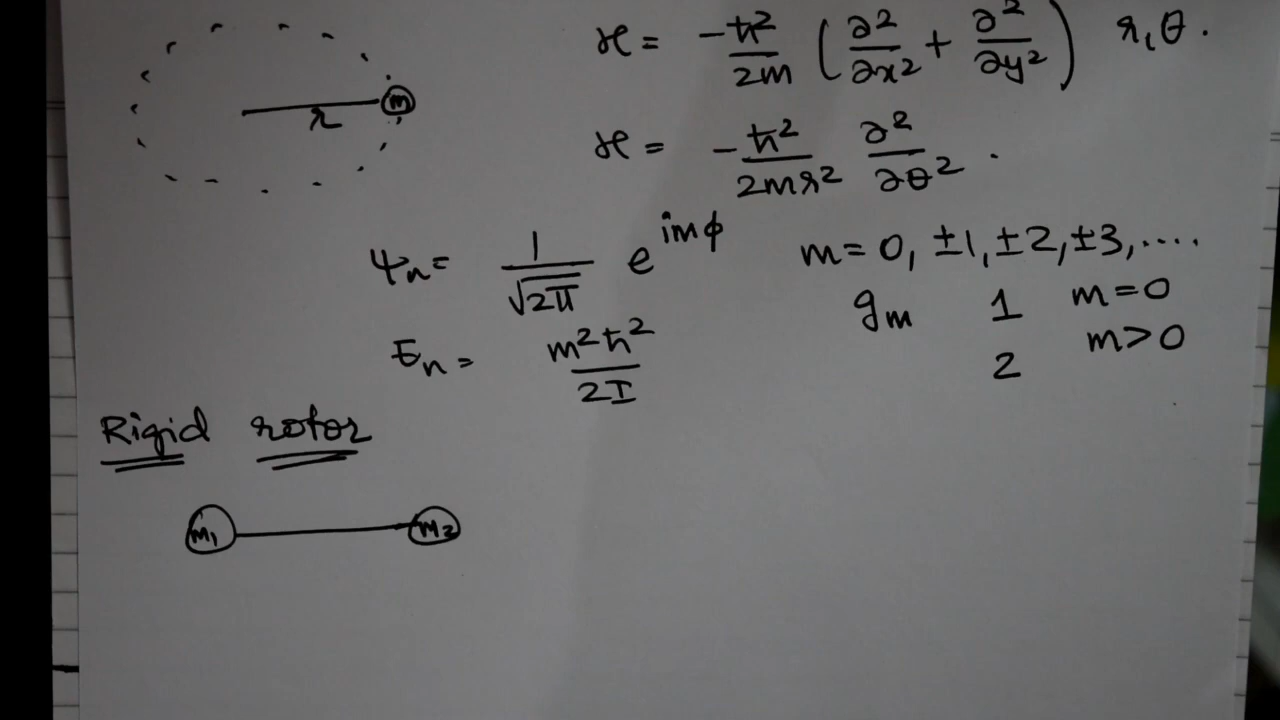 ℋ = -ħ²/2m (∂²/∂x² + ∂²/∂y²) r, θ.
m
r
ℋ = -ħ²/2mr² ∂²/∂θ².
ψn = 1/√2π e^imφ m = 0, ±1, ±2, ±3, ....
gm 1 m=0
En = m²ħ²/2I 2 m>0
Rigid rotor
m₁ m₂